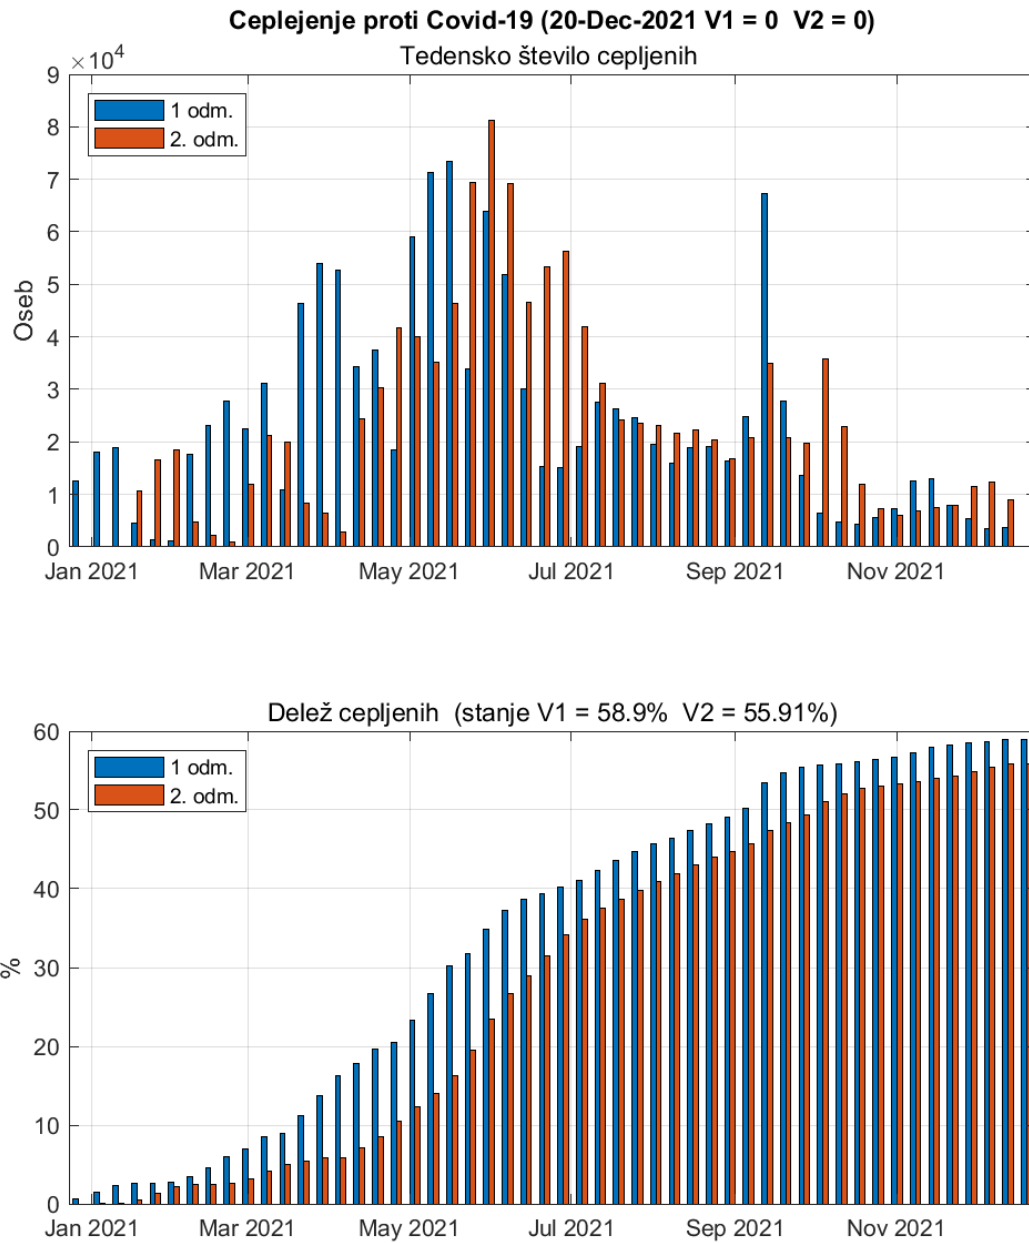 Ceplejenje proti Covid-19 (20-Dec-2021 V1 = 0  V2 = 0)
Tedensko število cepljenih
×10⁴
9
8
7
6
5
4
3
2
1
0
Oseb
1 odm.
2. odm.
Jan 2021 Mar 2021 May 2021 Jul 2021 Sep 2021 Nov 2021
Delež cepljenih  (stanje V1 = 58.9%  V2 = 55.91%)
60
50
40
30
20
10
0
%
1 odm.
2. odm.
Jan 2021 Mar 2021 May 2021 Jul 2021 Sep 2021 Nov 2021